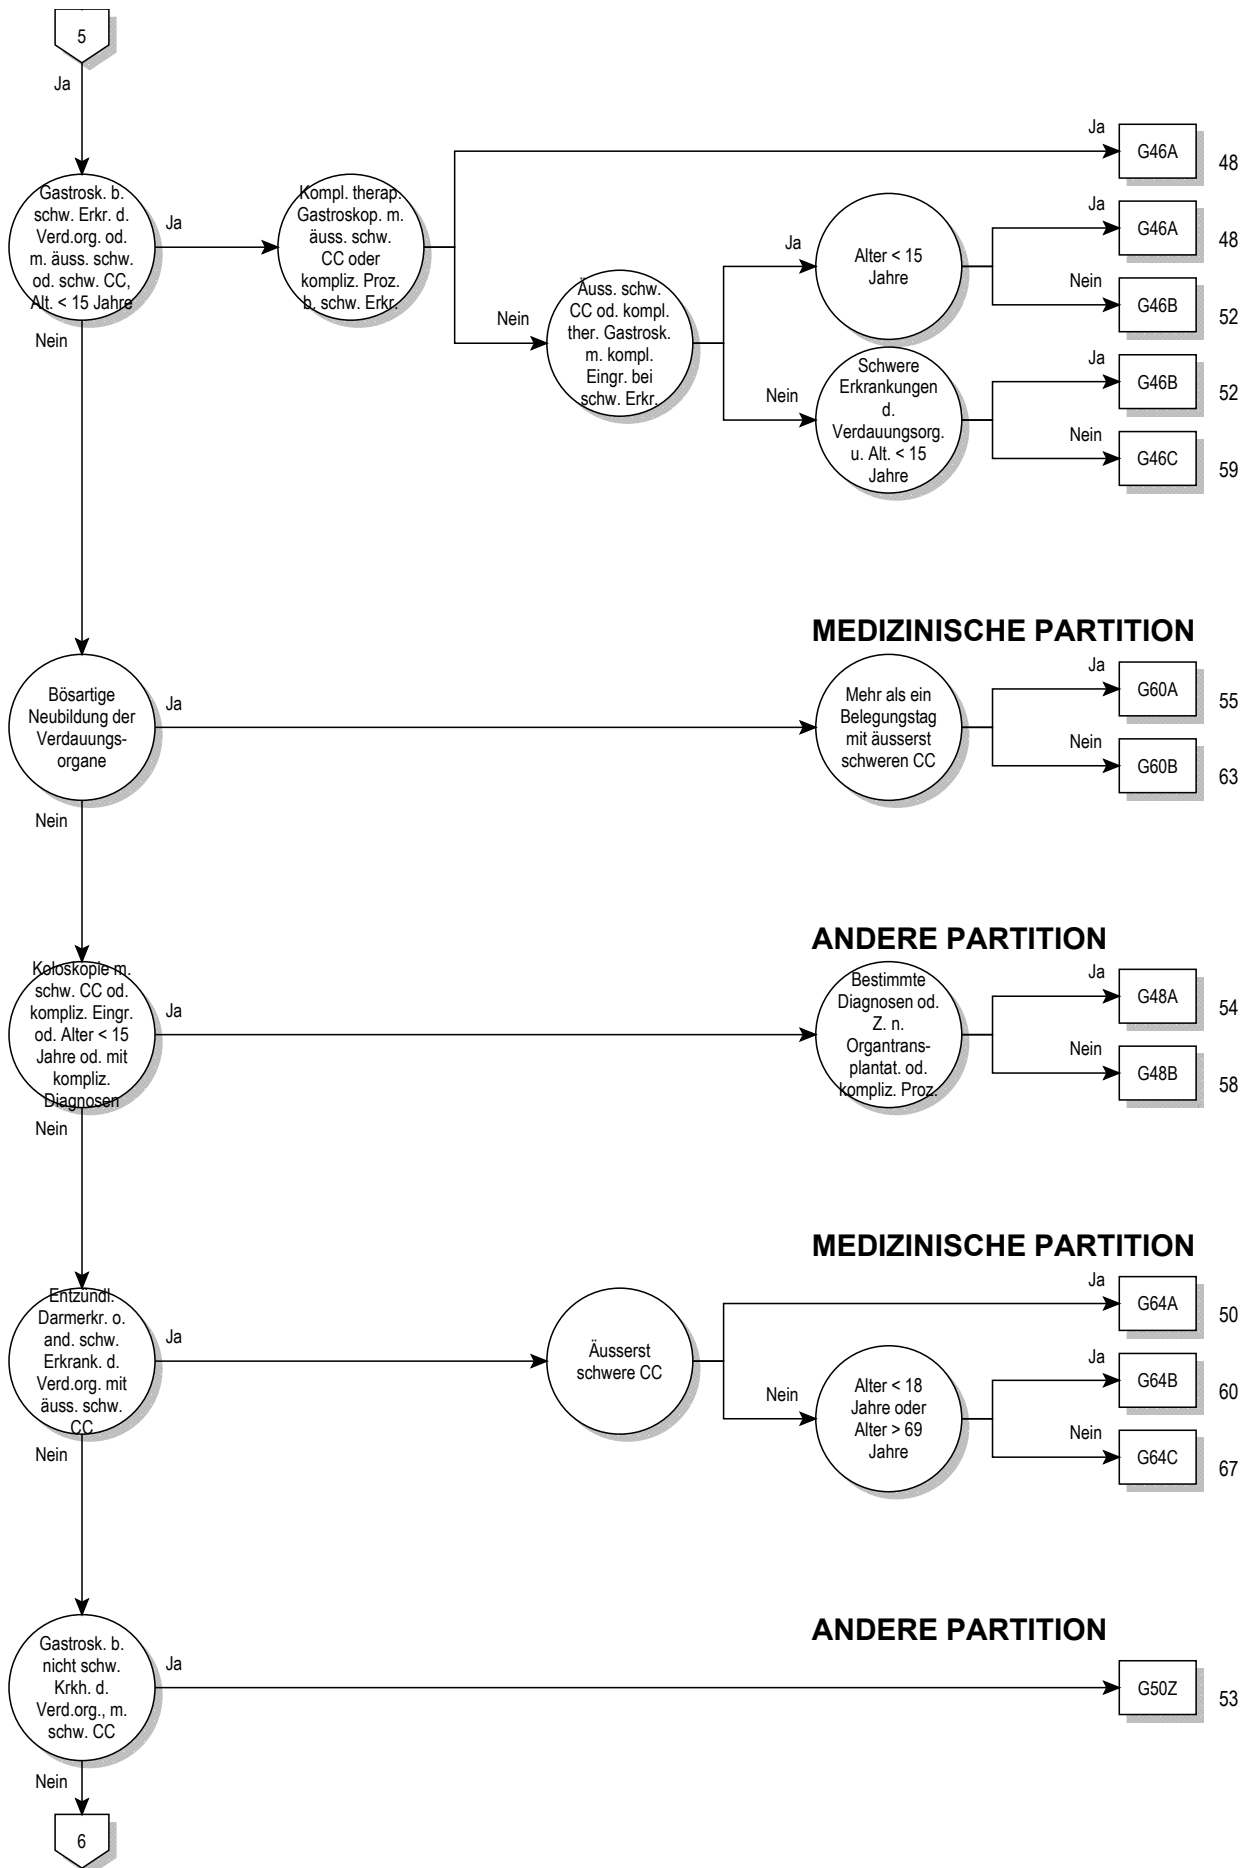 5
Ja
Gastrosk. b.
schw. Erkr. d.
Verd.org. od.
m. äuss. schw.
od. schw. CC,
Alt. < 15 Jahre
Ja
Nein
Kompl. therap.
Gastroskop. m.
äuss. schw.
CC oder
kompliz. Proz.
b. schw. Erkr.
Ja
G46A
48
Nein
Äuss. schw.
CC od. kompl.
ther. Gastrosk.
m. kompl.
Eingr. bei
schw. Erkr.
Ja
Alter < 15
Jahre
Ja
G46A
48
Nein
G46B
52
Nein
Schwere
Erkrankungen
d.
Verdauungsorg.
u. Alt. < 15
Jahre
Ja
G46B
52
Nein
G46C
59
MEDIZINISCHE PARTITION
Bösartige
Neubildung der
Verdauungs-
organe
Ja
Nein
Mehr als ein
Belegungstag
mit äusserst
schweren CC
Ja
G60A
55
Nein
G60B
63
ANDERE PARTITION
Koloskopie m.
schw. CC od.
kompliz. Eingr.
od. Alter < 15
Jahre od. mit
kompliz.
Diagnosen
Ja
Nein
Bestimmte
Diagnosen od.
Z. n.
Organtrans-
plantat. od.
kompliz. Proz.
Ja
G48A
54
Nein
G48B
58
MEDIZINISCHE PARTITION
Entzündl.
Darmerkr. o.
and. schw.
Erkrank. d.
Verd.org. mit
äuss. schw.
CC
Ja
Nein
Äusserst
schwere CC
Ja
G64A
50
Nein
Alter < 18
Jahre oder
Alter > 69
Jahre
Ja
G64B
60
Nein
G64C
67
ANDERE PARTITION
Gastrosk. b.
nicht schw.
Krkh. d.
Verd.org., m.
schw. CC
Ja
G50Z
53
Nein
6